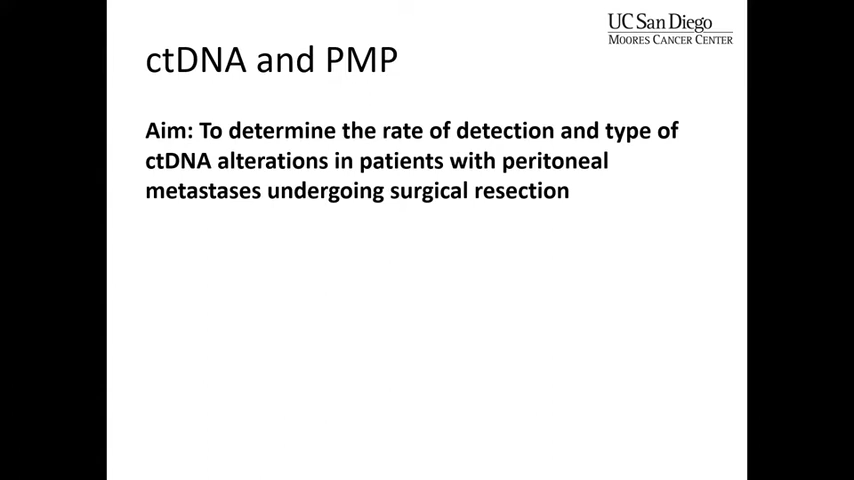 UC San Diego
MOORES CANCER CENTER
ctDNA and PMP
Aim: To determine the rate of detection and type of
ctDNA alterations in patients with peritoneal
metastases undergoing surgical resection